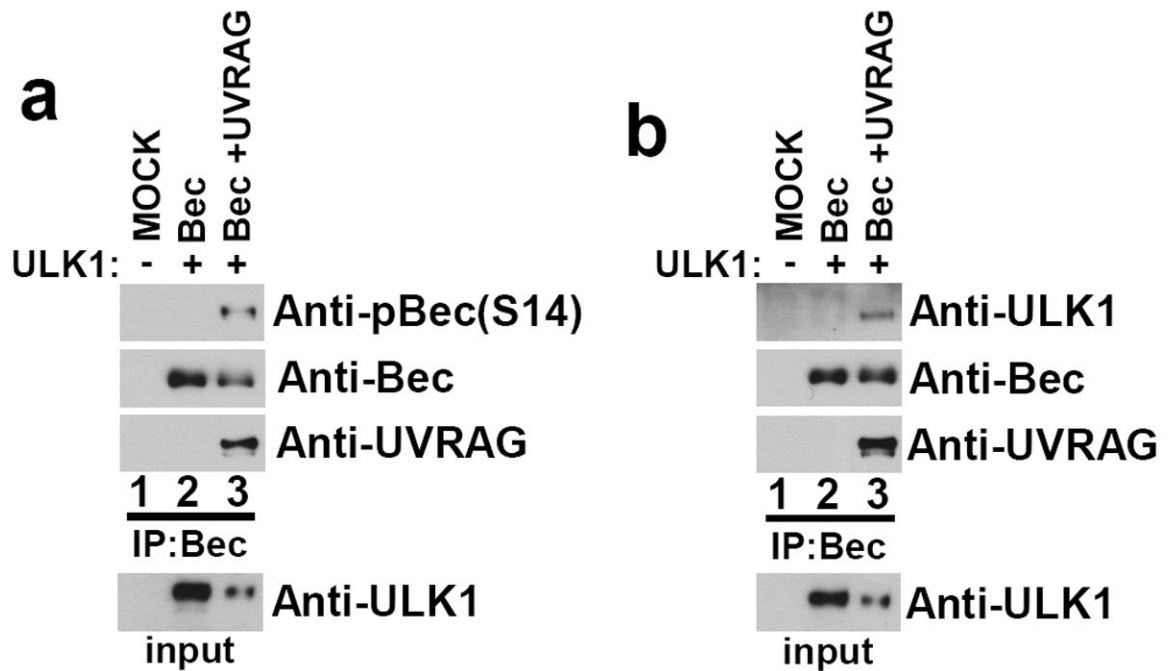 a
MOCK
Bec
Bec +UVRAG
ULK1: - + +
Anti-pBec(S14)
Anti-Bec
Anti-UVRAG
1 2 3
IP:Bec
Anti-ULK1
input
b
MOCK
Bec
Bec +UVRAG
ULK1: - + +
Anti-ULK1
Anti-Bec
Anti-UVRAG
1 2 3
IP:Bec
Anti-ULK1
input